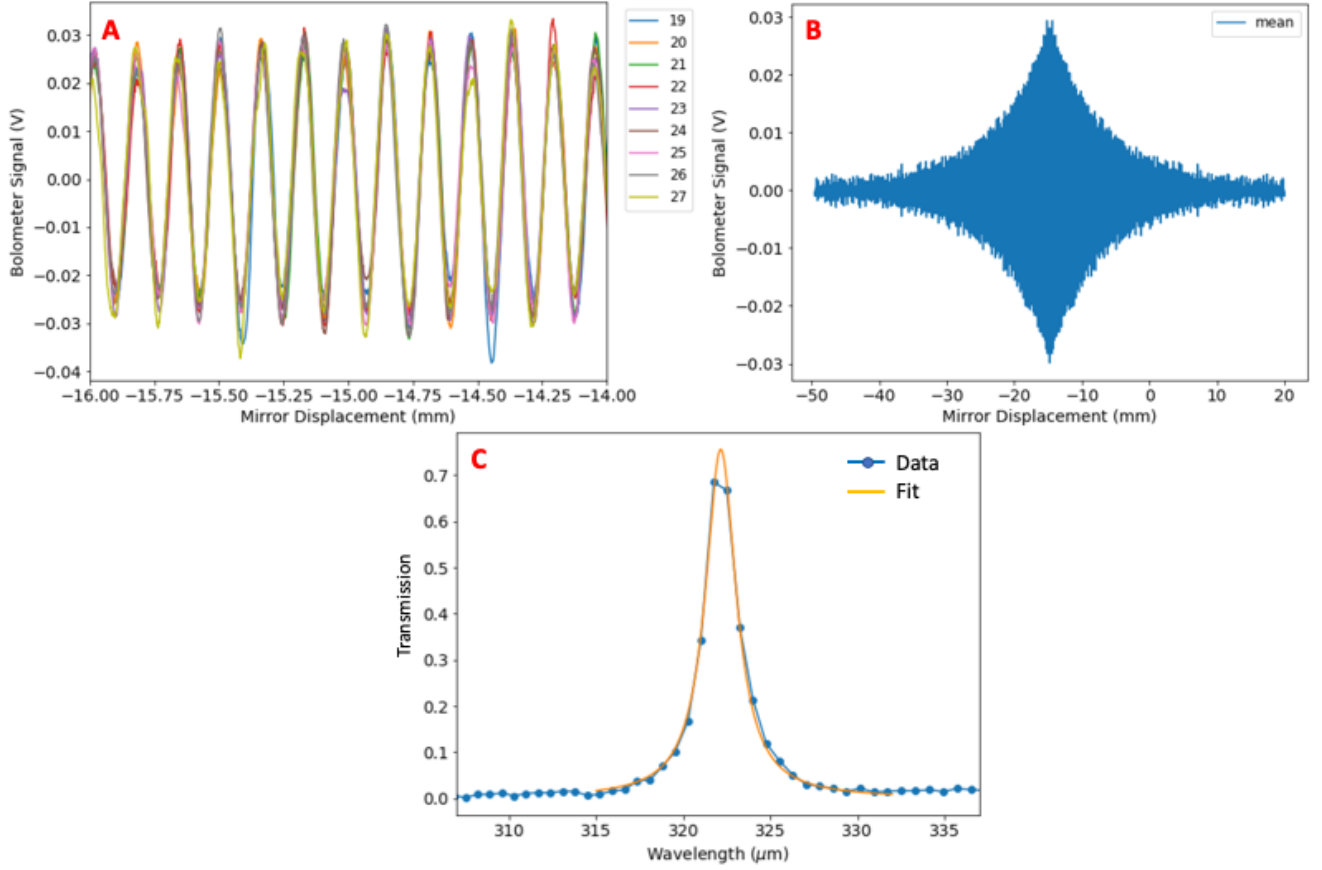 A
0.03
0.02
0.01
0.00
−0.01
−0.02
−0.03
−0.04
Bolometer Signal (V)
−16.00 −15.75 −15.50 −15.25 −15.00 −14.75 −14.50 −14.25 −14.00
Mirror Displacement (mm)
19
20
21
22
23
24
25
26
27
B
mean
0.03
0.02
0.01
0.00
−0.01
−0.02
−0.03
Bolometer Signal (V)
−50 −40 −30 −20 −10 0 10 20
Mirror Displacement (mm)
C
Data
Fit
0.7
0.6
0.5
0.4
0.3
0.2
0.1
0.0
Transmission
310 315 320 325 330 335
Wavelength (μm)